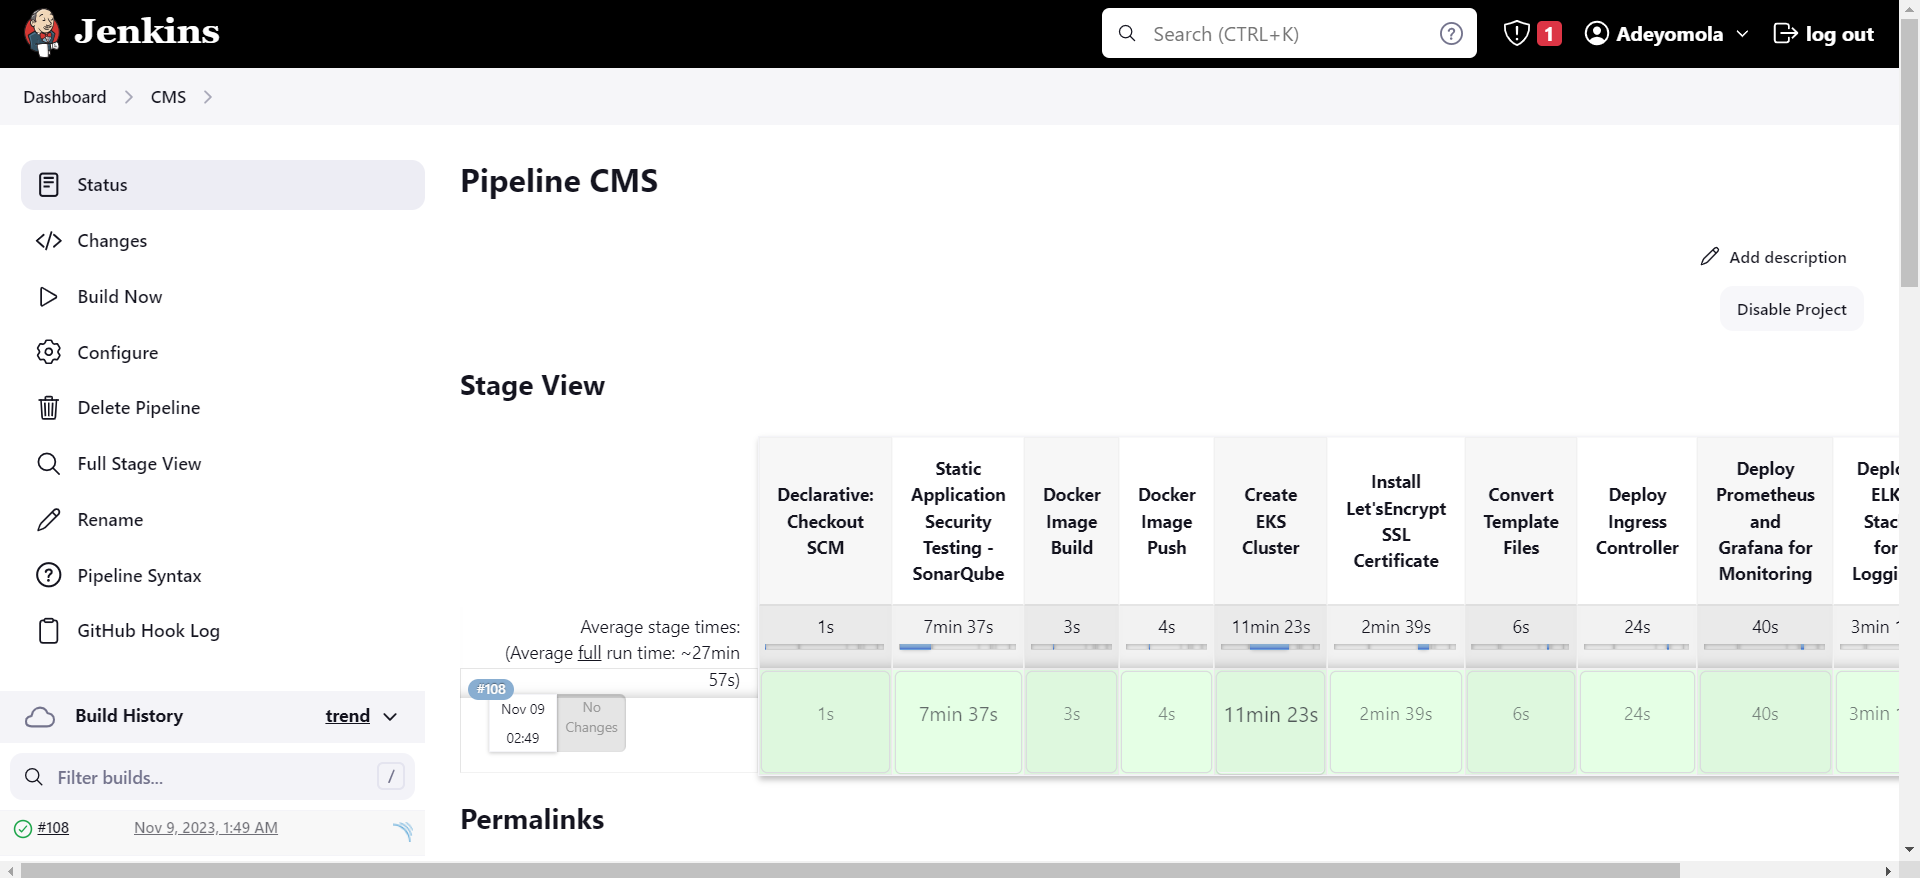 Jenkins
Search (CTRL+K)
?
1
Adeyomola
log out
Dashboard
CMS
Status
Changes
Build Now
Configure
Delete Pipeline
Full Stage View
Rename
Pipeline Syntax
GitHub Hook Log
Build History
trend
Filter builds...
/
#108
Nov 9, 2023, 1:49 AM
Pipeline CMS
Add description
Disable Project
Stage View
Declarative:
Checkout
SCM
Static
Application
Security
Testing -
SonarQube
Docker
Image
Build
Docker
Image
Push
Create
EKS
Cluster
Install
Let'sEncrypt
SSL
Certificate
Convert
Template
Files
Deploy
Ingress
Controller
Deploy
Prometheus
and
Grafana for
Monitoring
ELK
for
Average stage times:
(Average full run time: ~27min
57s)
1s
7min 37s
3s
4s
11min 23s
2min 39s
6s
24s
40s
3min
#108
Nov 09
02:49
No
Changes
1s
7min 37s
3s
4s
11min 23s
2min 39s
6s
24s
40s
3min
Permalinks